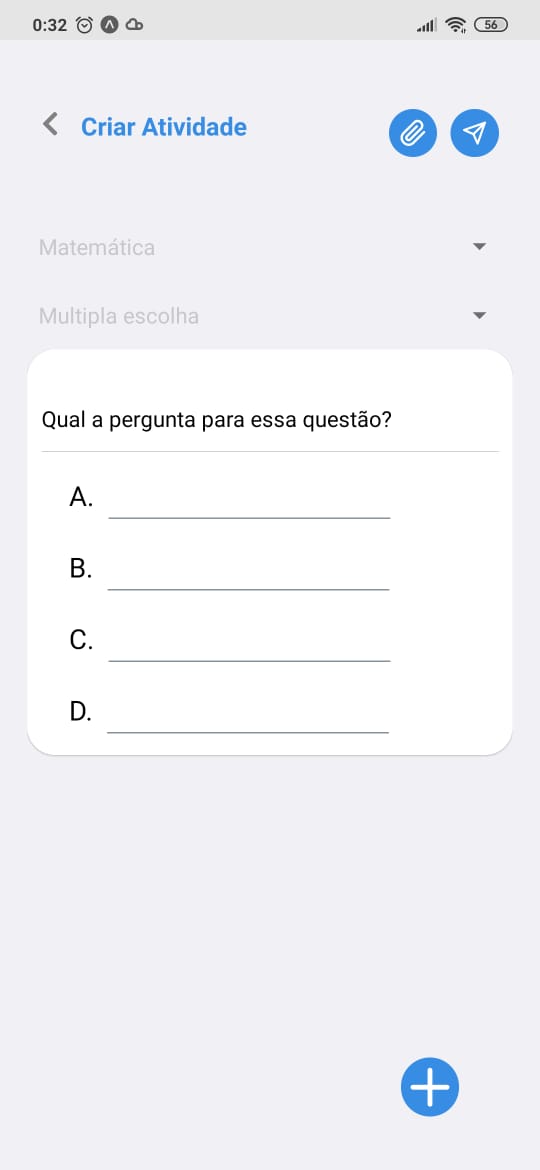 0:32
56
Criar Atividade
Matemática
Multipla escolha
Qual a pergunta para essa questão?
A.
B.
C.
D.